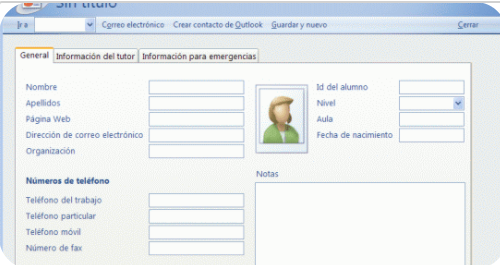 Sin título
Ir a Correo electrónico Crear contacto de Outlook Guardar y nuevo Cerrar
General Información del tutor Información para emergencias
Nombre
Apellidos
Página Web
Dirección de correo electrónico
Organización
Id del alumno
Nivel
Aula
Fecha de nacimiento
Números de teléfono
Teléfono del trabajo
Teléfono particular
Teléfono móvil
Número de fax
Notas